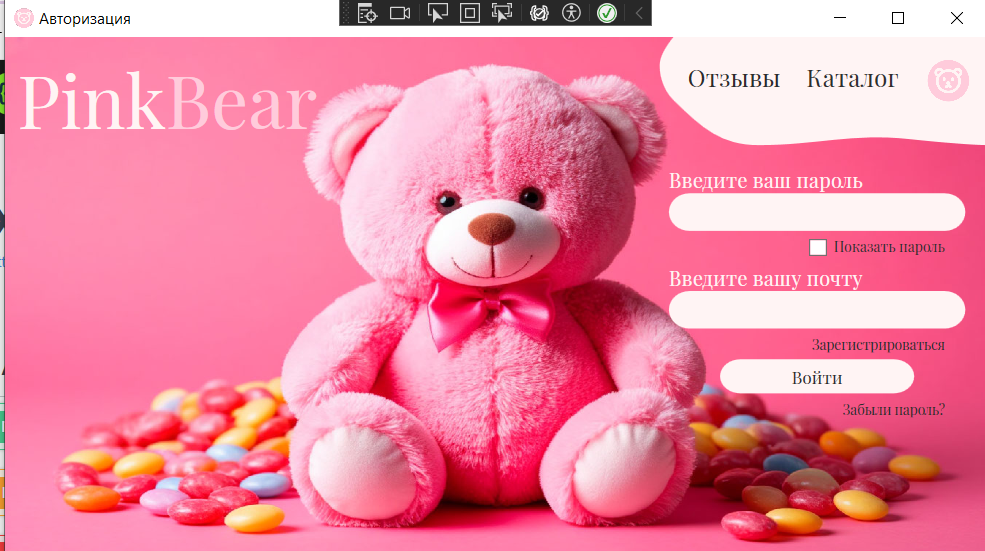 Авторизация
PinkBear
Отзывы Каталог
Введите ваш пароль
Показать пароль
Введите вашу почту
Зарегистрироваться
Войти
Забыли пароль?